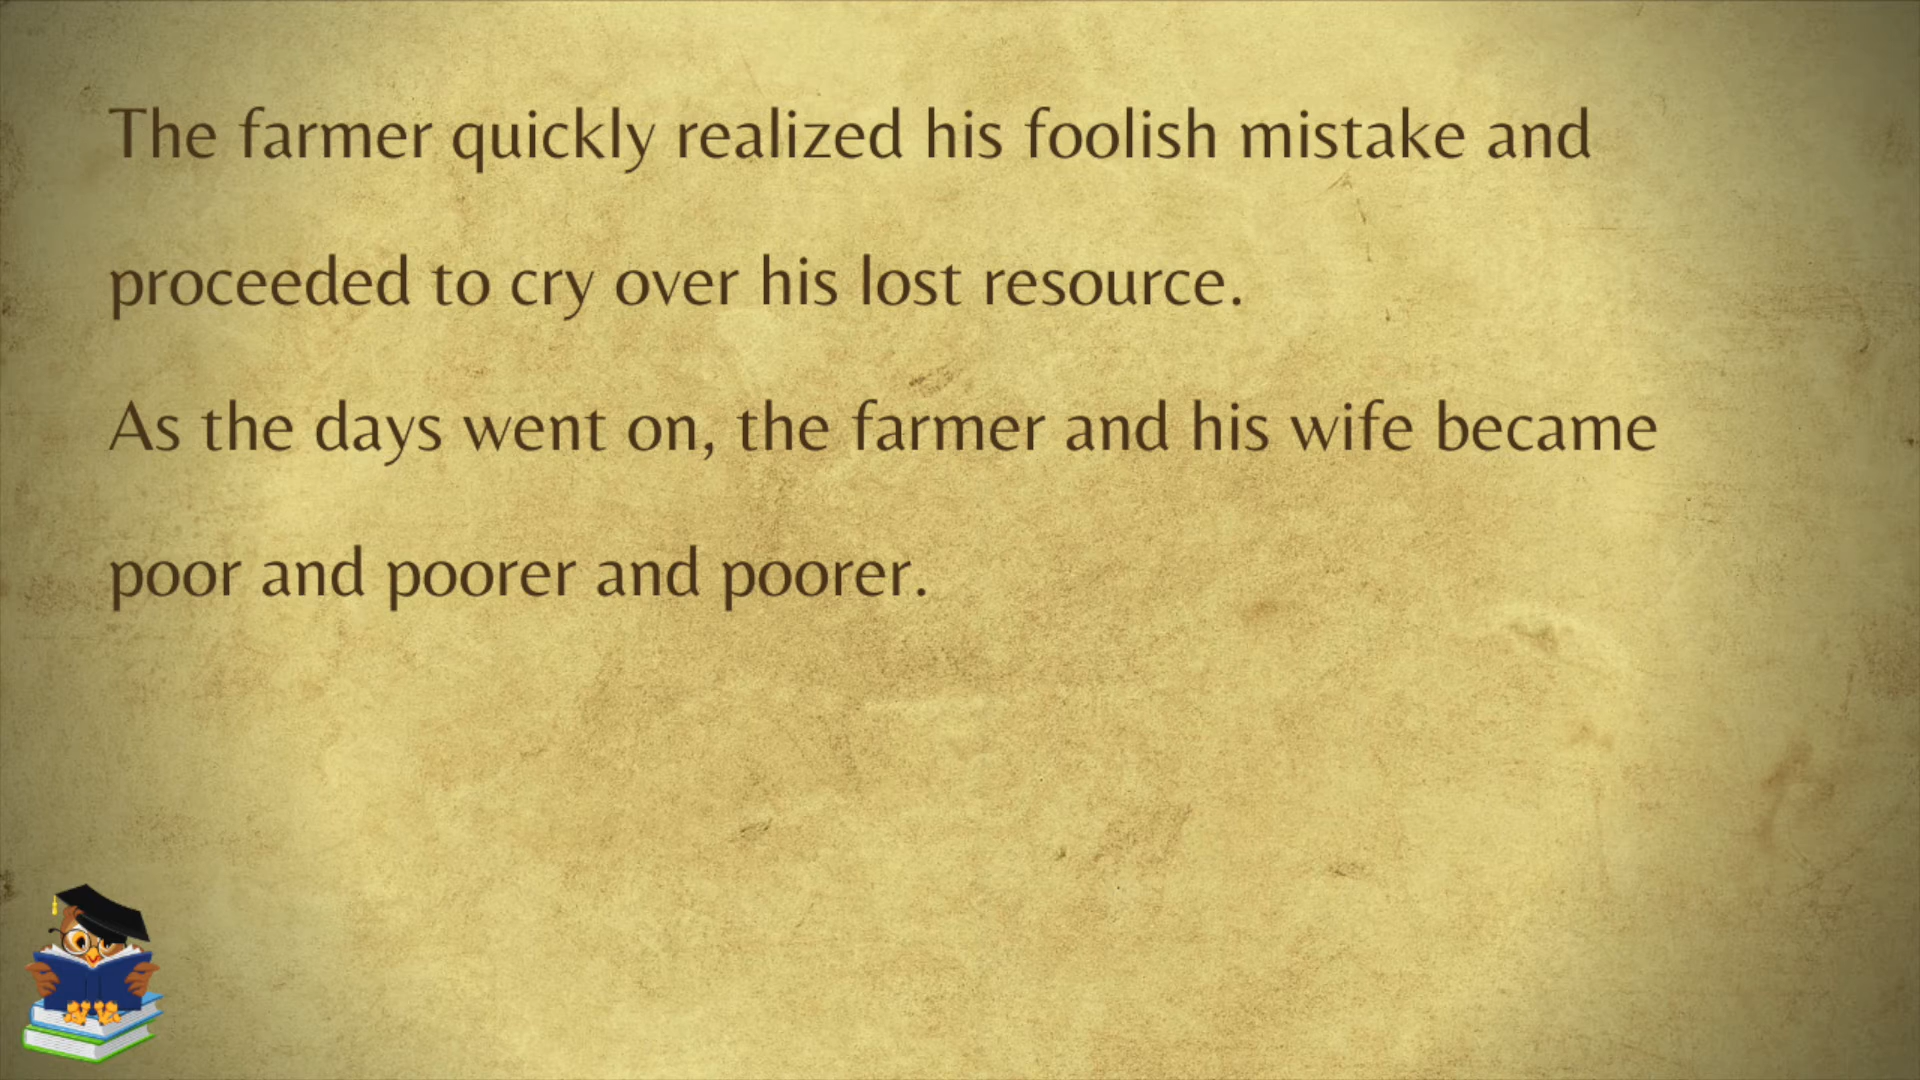 The farmer quickly realized his foolish mistake and
proceeded to cry over his lost resource.
As the days went on, the farmer and his wife became
poor and poorer and poorer.